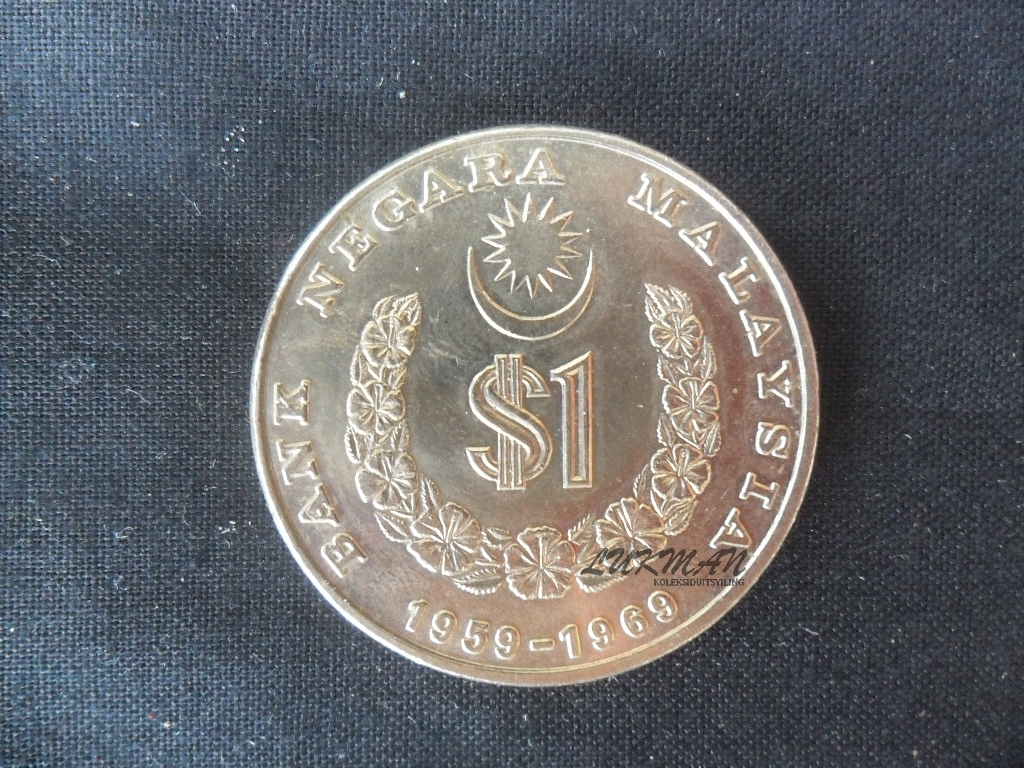 BANK NEGARA MALAYSIA
$1
1959-1969
LUKMAN
KOLEKSIDUITSYILING